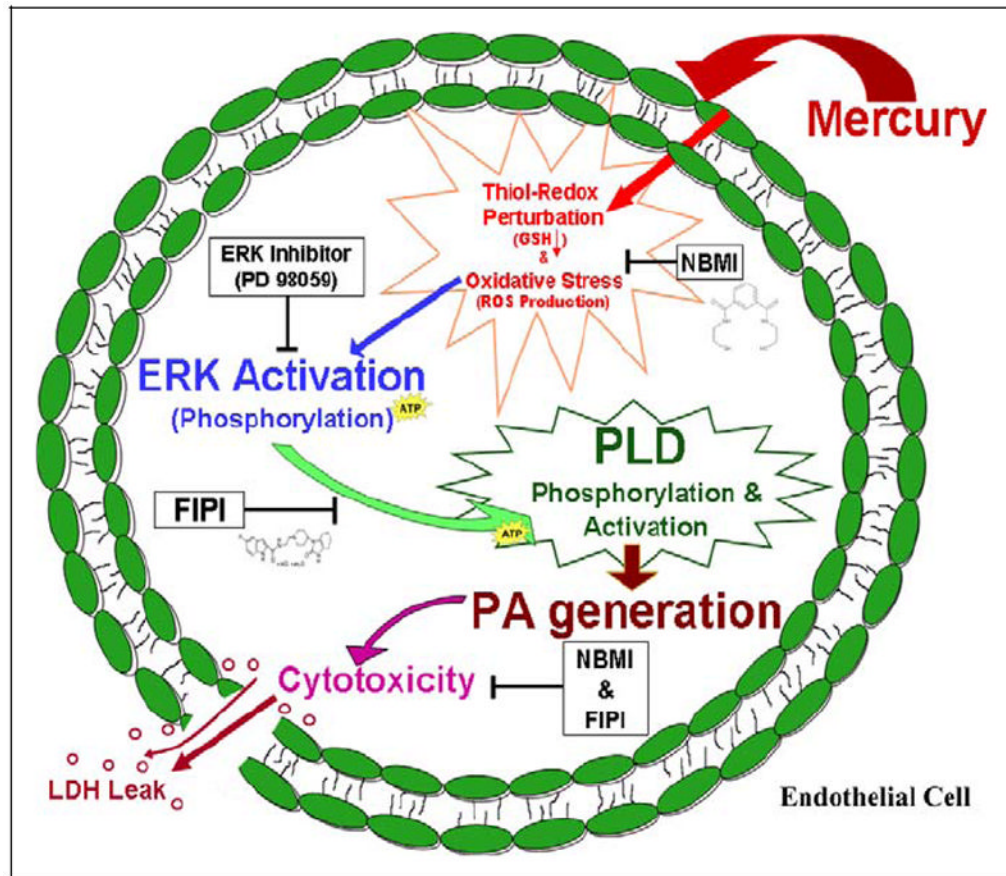 Mercury
Thiol-Redox
Perturbation
(GSH↓)
&
Oxidative Stress
(ROS Production)
NBMI
ERK Inhibitor
(PD 98059)
ERK Activation
(Phosphorylation)
ATP
PLD
Phosphorylation &
Activation
ATP
FIPI
PA generation
NBMI
&
FIPI
Cytotoxicity
LDH Leak
Endothelial Cell